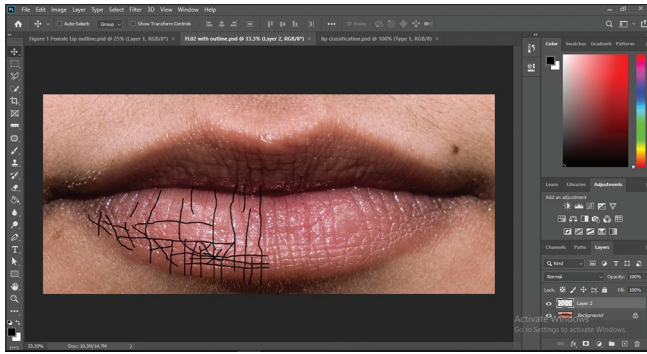 Ps File Edit Image Layer Type Select Filter 3D View Window Help
Auto-Select: Group Show Transform Controls 3D Mode:
Figure 1 Female Lip outline.psd @ 25% (Layer 1, RGB/8*) × FL02 with outline.psd @ 33.3% (Layer 2, RGB/8*) × lip classification.psd @ 100% (Type 1, RGB/8) ×
Color Swatches Gradients Patterns
Learn Libraries Adjustments
Add an adjustment
Channels Paths Layers
Kind
Normal Opacity: 100%
Lock: Fill: 100%
Layer 2
Background
Activate Windows
Go to Settings to activate Windows.
33.33% Doc: 10.3M/14.7M